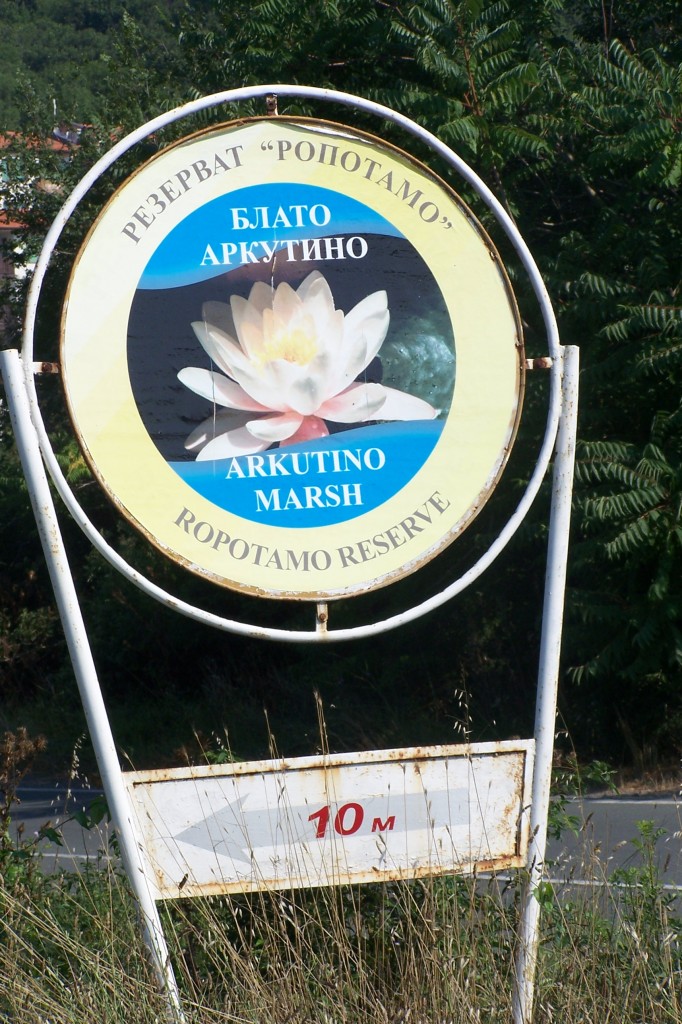 РЕЗЕРВАТ “РОПОТАМО”
БЛАТО
АРКУТИНО
ARKUTINO
MARSH
ROPOTAMO RESERVE
10 м